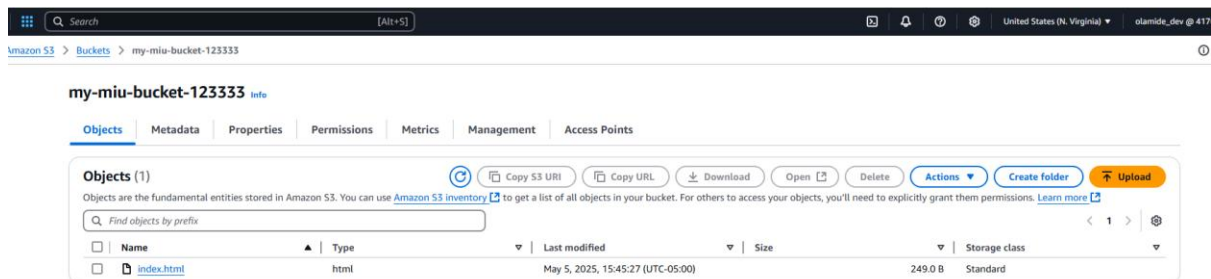 Search [Alt+S] United States (N. Virginia) ▼ olamide_dev @ 417
Amazon S3 > Buckets > my-miu-bucket-123333
my-miu-bucket-123333 Info
Objects Metadata Properties Permissions Metrics Management Access Points
Objects (1) Copy S3 URI Copy URL Download Open Delete Actions ▼ Create folder Upload
Objects are the fundamental entities stored in Amazon S3. You can use Amazon S3 inventory to get a list of all objects in your bucket. For others to access your objects, you'll need to explicitly grant them permissions. Learn more
Find objects by prefix < 1 >
Name ▲ Type Last modified Size Storage class
index.html html May 5, 2025, 15:45:27 (UTC-05:00) 249.0 B Standard